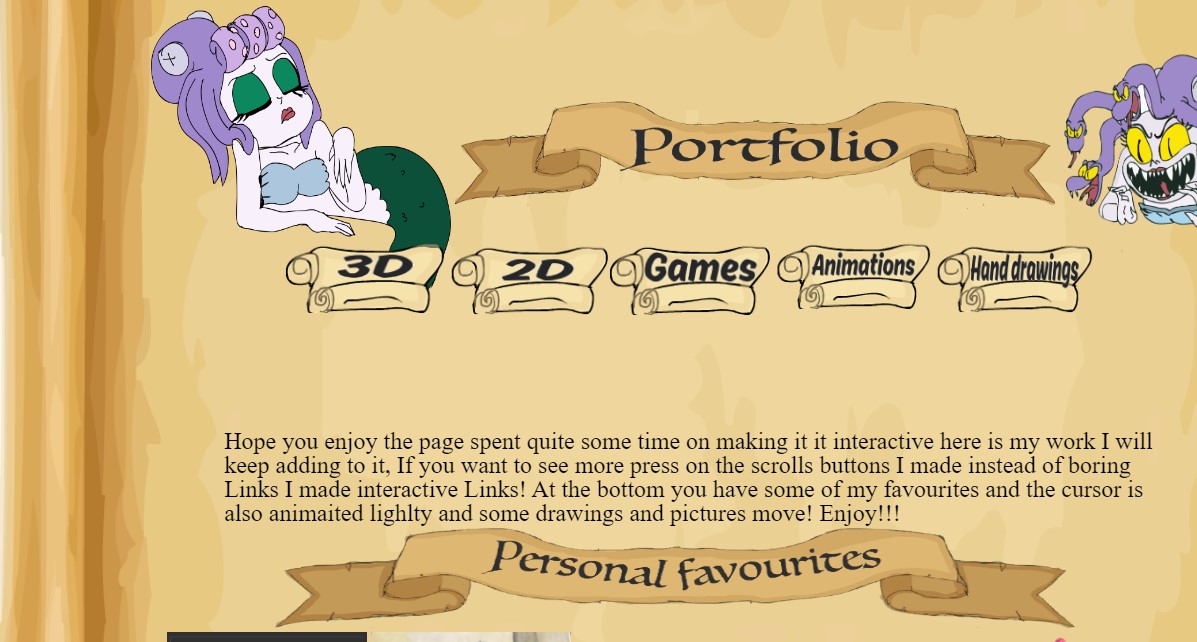 Portfolio
3D 2D Games Animations Hand drawings
Hope you enjoy the page spent quite some time on making it it interactive here is my work I will
keep adding to it, If you want to see more press on the scrolls buttons I made instead of boring
Links I made interactive Links! At the bottom you have some of my favourites and the cursor is
also animaited lighlty and some drawings and pictures move! Enjoy!!!
Personal favourites